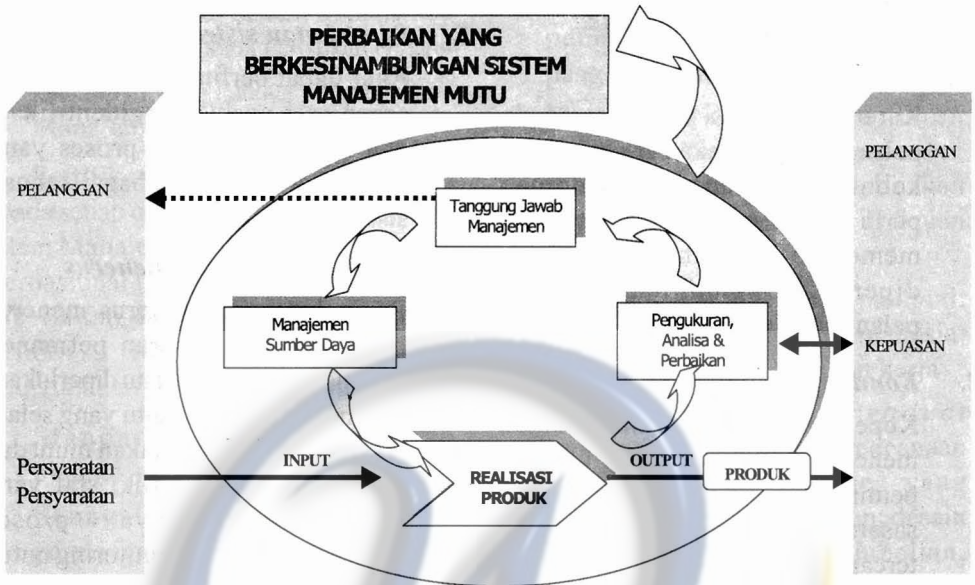 PERBAIKAN YANG
BERKESINAMBUNGAN SISTEM
MANAJEMEN MUTU
PELANGGAN
PELANGGAN
Tanggung Jawab
Manajemen
Manajemen
Sumber Daya
Pengukuran,
Analisa &
Perbaikan
KEPUASAN
Persyaratan
Persyaratan
INPUT
REALISASI
PRODUK
OUTPUT
PRODUK